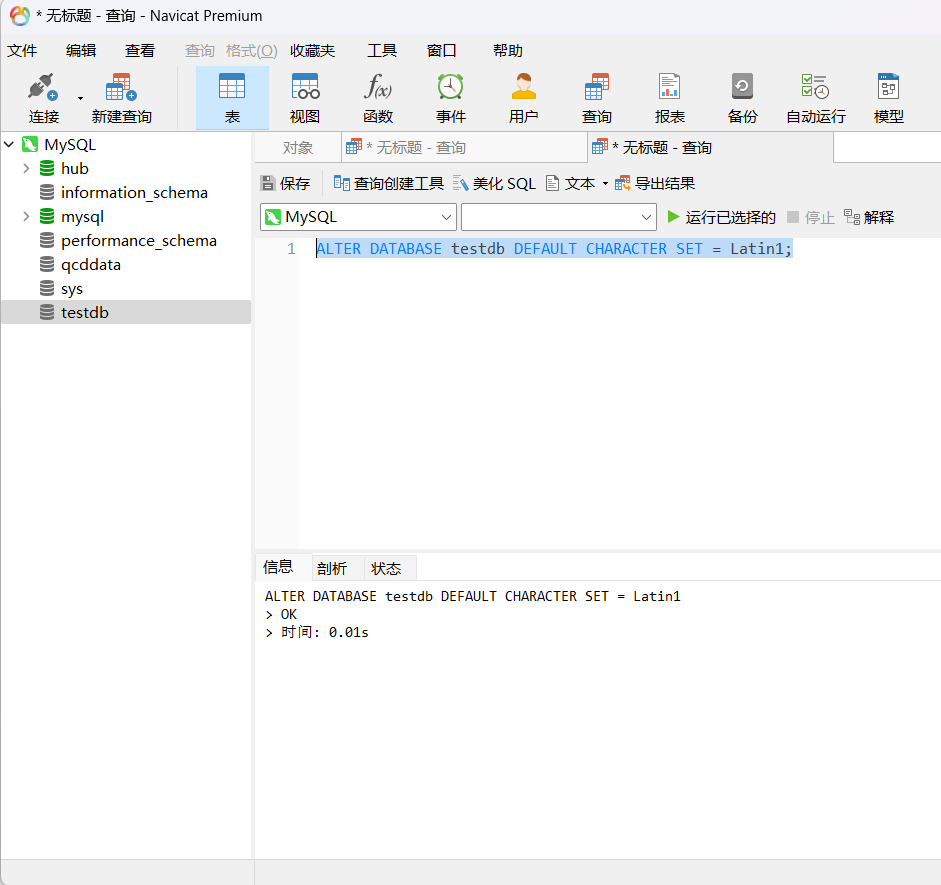 * 无标题 - 查询 - Navicat Premium
文件 编辑 查看 查询 格式(O) 收藏夹 工具 窗口 帮助
f(x)
连接 新建查询 表 视图 函数 事件 用户 查询 报表 备份 自动运行 模型
MySQL
hub
information_schema
mysql
performance_schema
qcddata
sys
testdb
对象 * 无标题 - 查询 * 无标题 - 查询
保存 查询创建工具 美化 SQL 文本 导出结果
MySQL 运行已选择的 停止 解释
1 ALTER DATABASE testdb DEFAULT CHARACTER SET = Latin1;
信息 剖析 状态
ALTER DATABASE testdb DEFAULT CHARACTER SET = Latin1
> OK
> 时间: 0.01s